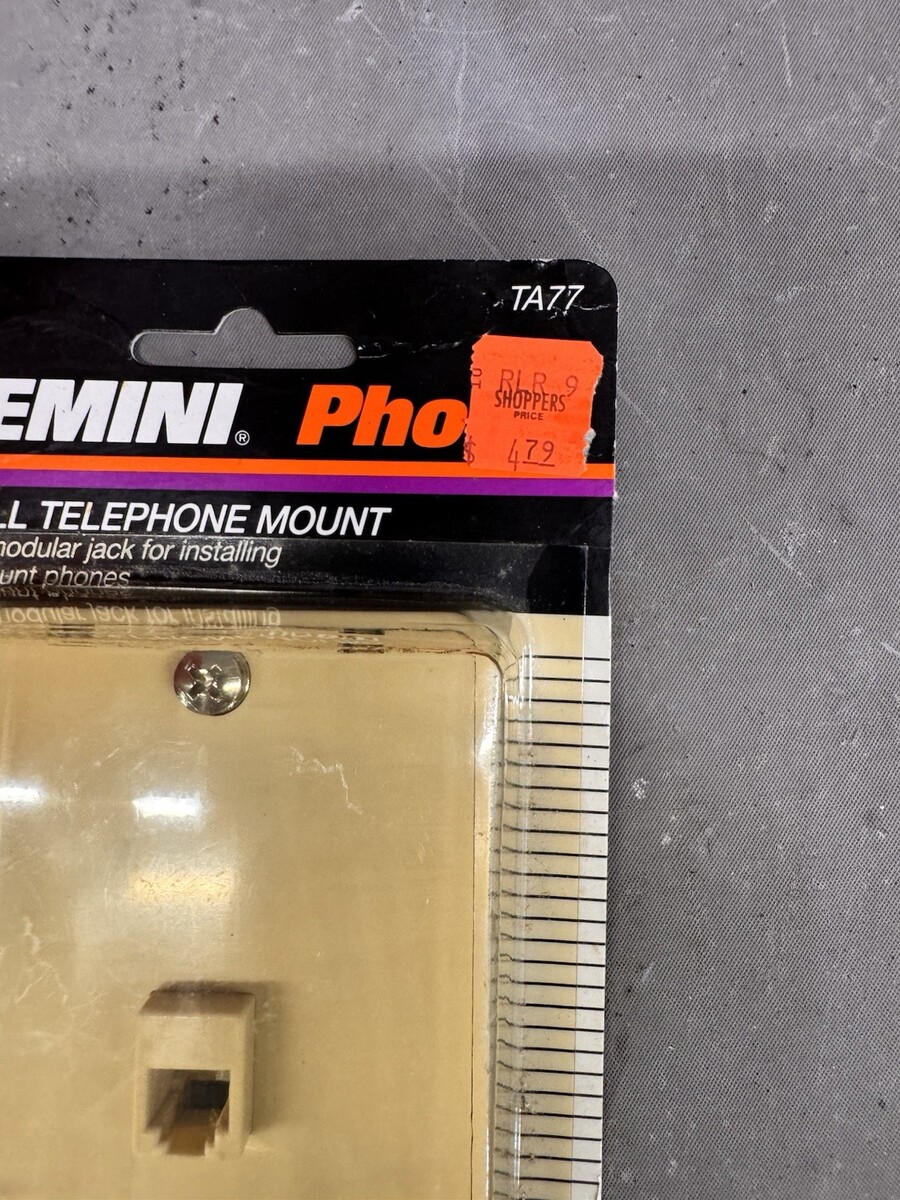 TA77
RLR 9
SHOPPERS
PRICE
$ 4 79
EMINI® Pho
LL TELEPHONE MOUNT
modular jack for installing
unt phones